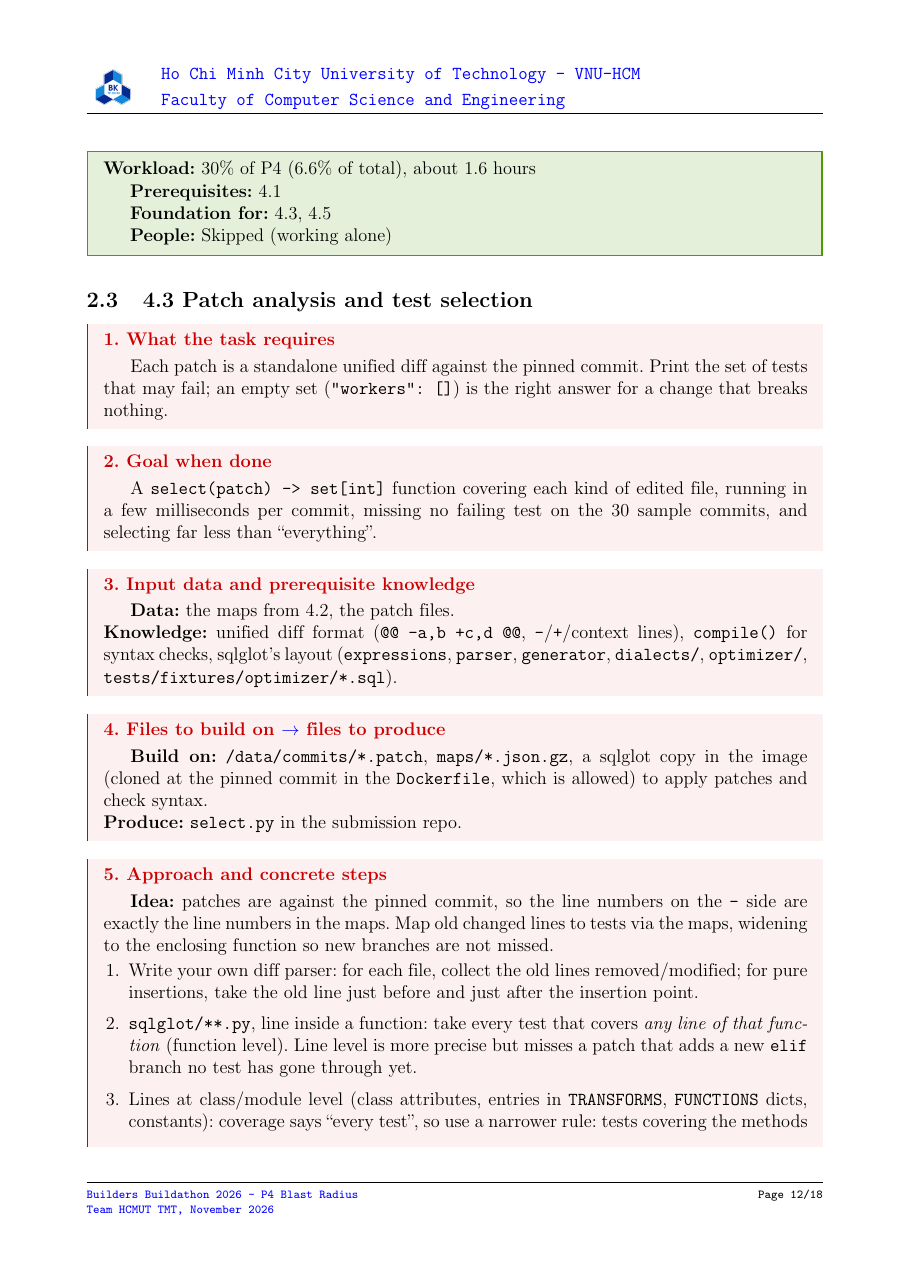 Ho Chi Minh City University of Technology - VNU-HCM
Faculty of Computer Science and Engineering
BK
Workload: 30% of P4 (6.6% of total), about 1.6 hours
Prerequisites: 4.1
Foundation for: 4.3, 4.5
People: Skipped (working alone)
2.3 4.3 Patch analysis and test selection
1. What the task requires
Each patch is a standalone unified diff against the pinned commit. Print the set of tests
that may fail; an empty set ("workers": []) is the right answer for a change that breaks
nothing.
2. Goal when done
A select(patch) -> set[int] function covering each kind of edited file, running in
a few milliseconds per commit, missing no failing test on the 30 sample commits, and
selecting far less than “everything”.
3. Input data and prerequisite knowledge
Data: the maps from 4.2, the patch files.
Knowledge: unified diff format (@@ -a,b +c,d @@, -/+/context lines), compile() for
syntax checks, sqlglot's layout (expressions, parser, generator, dialects/, optimizer/,
tests/fixtures/optimizer/*.sql).
4. Files to build on → files to produce
Build on: /data/commits/*.patch, maps/*.json.gz, a sqlglot copy in the image
(cloned at the pinned commit in the Dockerfile, which is allowed) to apply patches and
check syntax.
Produce: select.py in the submission repo.
5. Approach and concrete steps
Idea: patches are against the pinned commit, so the line numbers on the - side are
exactly the line numbers in the maps. Map old changed lines to tests via the maps, widening
to the enclosing function so new branches are not missed.
1. Write your own diff parser: for each file, collect the old lines removed/modified; for pure
insertions, take the old line just before and just after the insertion point.
2. sqlglot/**.py, line inside a function: take every test that covers any line of that func-
tion (function level). Line level is more precise but misses a patch that adds a new elif
branch no test has gone through yet.
3. Lines at class/module level (class attributes, entries in TRANSFORMS, FUNCTIONS dicts,
constants): coverage says “every test”, so use a narrower rule: tests covering the methods
Builders Buildathon 2026 - P4 Blast Radius
Page 12/18
Team HCMUT TMT, November 2026